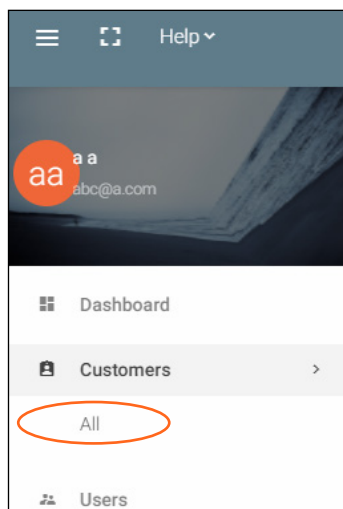 Help
aa
a a
abc@a.com
Dashboard
Customers
All
Users